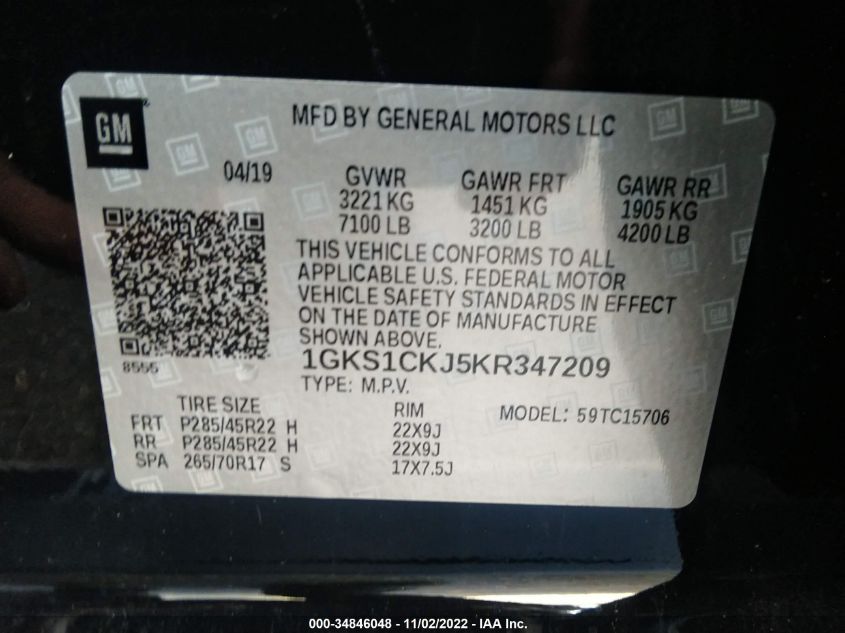 GM
MFD BY GENERAL MOTORS LLC
04/19 GVWR GAWR FRT GAWR RR
3221 KG 1451 KG 1905 KG
7100 LB 3200 LB 4200 LB
THIS VEHICLE CONFORMS TO ALL
APPLICABLE U.S. FEDERAL MOTOR
VEHICLE SAFETY STANDARDS IN EFFECT
ON THE DATE OF MANUFACTURE
SHOWN ABOVE.
8555
1GKS1CKJ5KR347209
TYPE: M.P.V.
TIRE SIZE RIM MODEL: 59TC15706
FRT P285/45R22 H 22X9J
RR P285/45R22 H 22X9J
SPA 265/70R17 S 17X7.5J
000-34846048 - 11/02/2022 - IAA Inc.